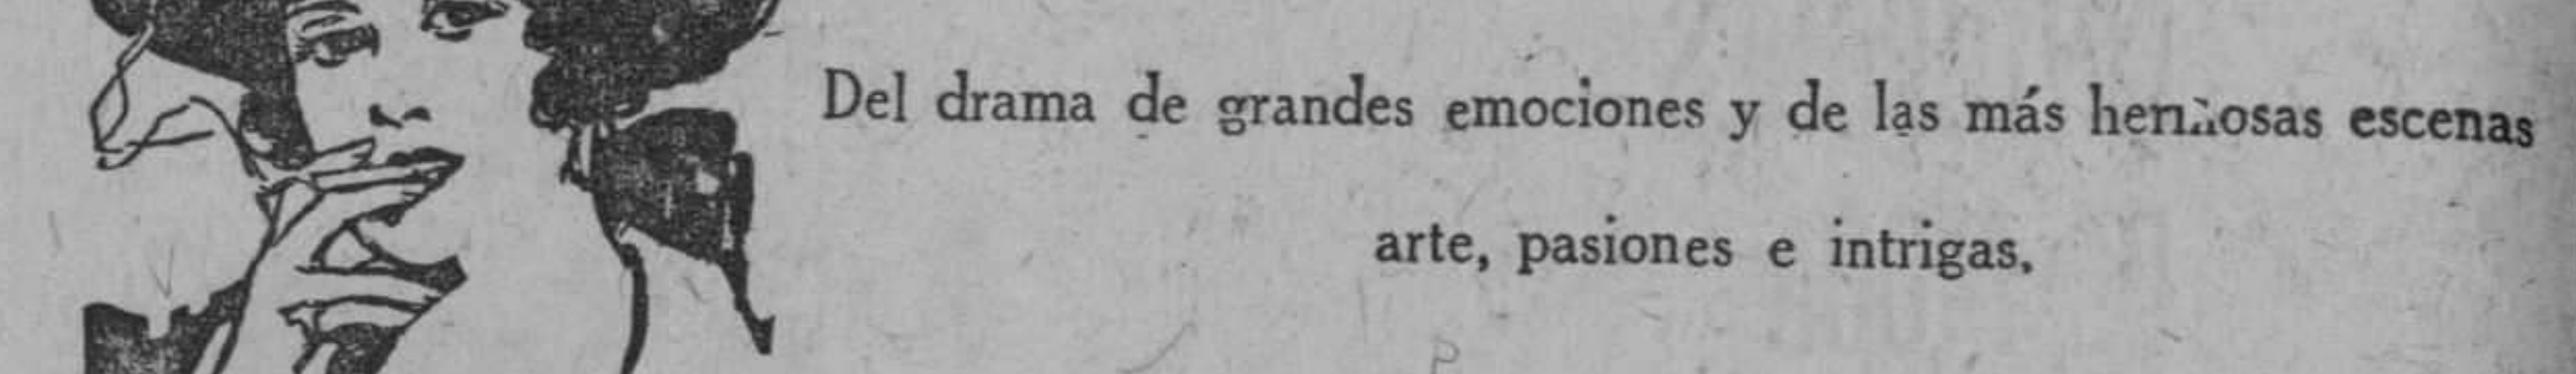 Del drama de grandes emociones y de las más hermosas escenas
arte, pasiones e intrigas.